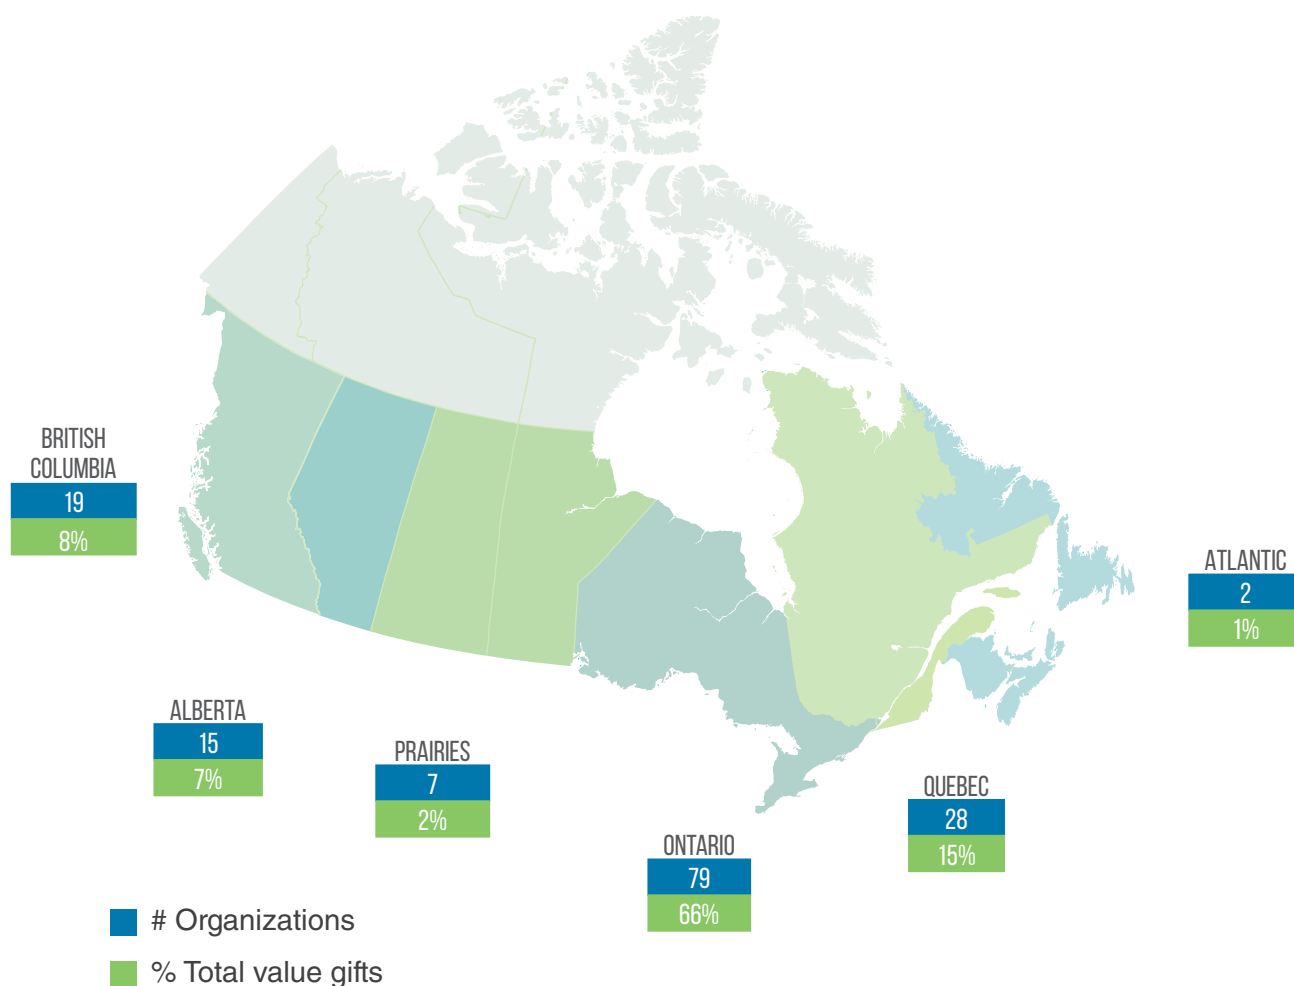 BRITISH
COLUMBIA
19
8%
ATLANTIC
2
1%
ALBERTA
15
7%
PRAIRIES
7
2%
QUEBEC
28
15%
ONTARIO
79
66%
# Organizations
% Total value gifts